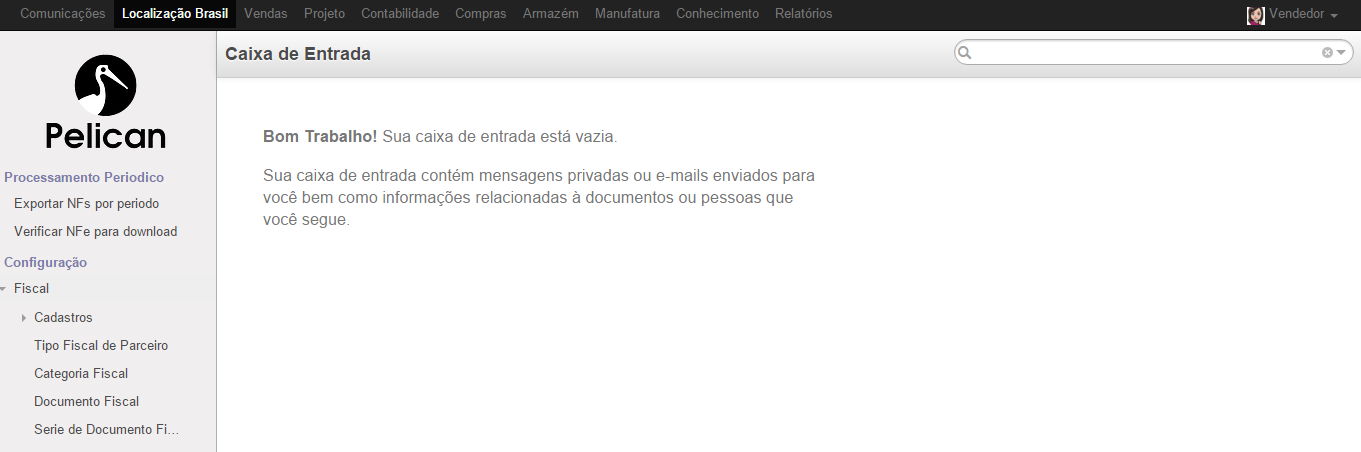 Comunicações Localização Brasil Vendas Projeto Contabilidade Compras Armazém Manufatura Conhecimento Relatórios Vendedor
Pelican
Caixa de Entrada
Processamento Periodico
Exportar NFs por periodo
Verificar NFe para download
Configuração
Fiscal
Cadastros
Tipo Fiscal de Parceiro
Categoria Fiscal
Documento Fiscal
Serie de Documento Fi...
Bom Trabalho! Sua caixa de entrada está vazia.
Sua caixa de entrada contém mensagens privadas ou e-mails enviados para
você bem como informações relacionadas à documentos ou pessoas que
você segue.